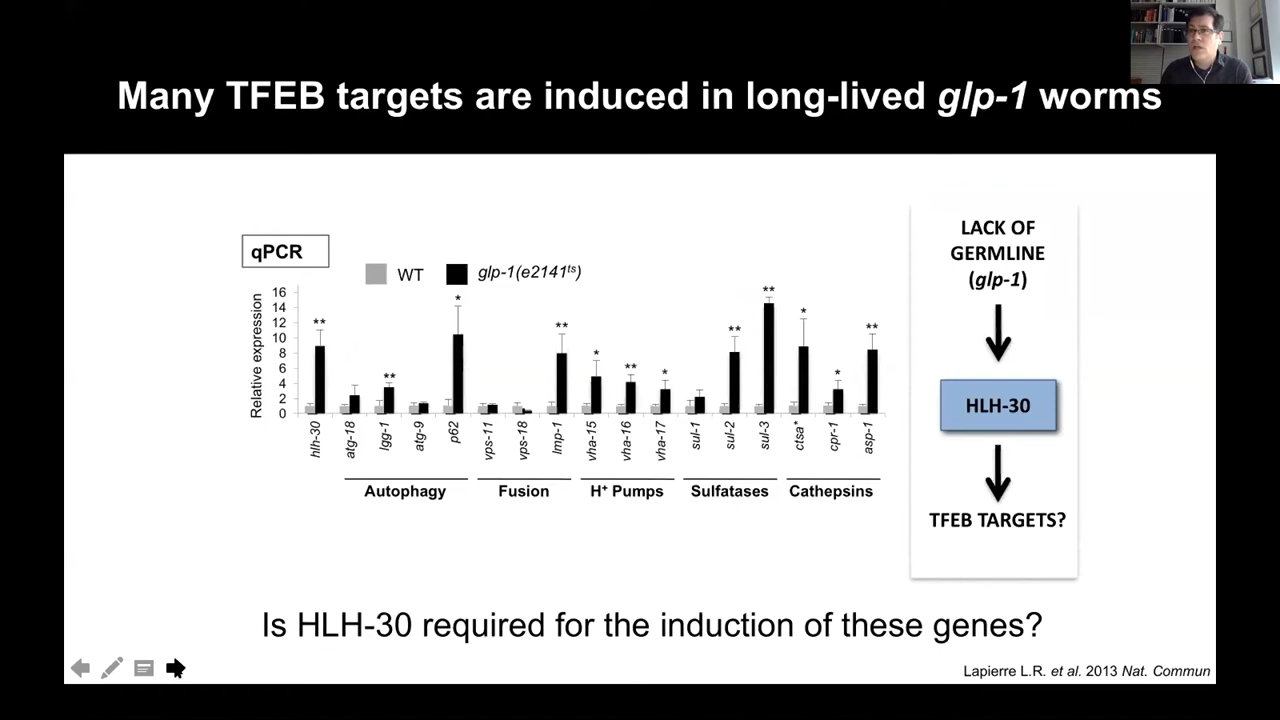 Many TFEB targets are induced in long-lived glp-1 worms
qPCR
WT
glp-1(e2141ts)
Relative expression
16
14
12
10
8
6
4
2
0
**
**
*
**
*
**
*
**
**
*
*
**
hlh-30
atg-18
lgg-1
atg-9
p62
vps-11
vps-18
lmp-1
vha-15
vha-16
vha-17
sul-1
sul-2
sul-3
ctsa*
cpr-1
asp-1
Autophagy
Fusion
H+ Pumps
Sulfatases
Cathepsins
LACK OF
GERMLINE
(glp-1)
HLH-30
TFEB TARGETS?
Is HLH-30 required for the induction of these genes?
Lapierre L.R. et al. 2013 Nat. Commun